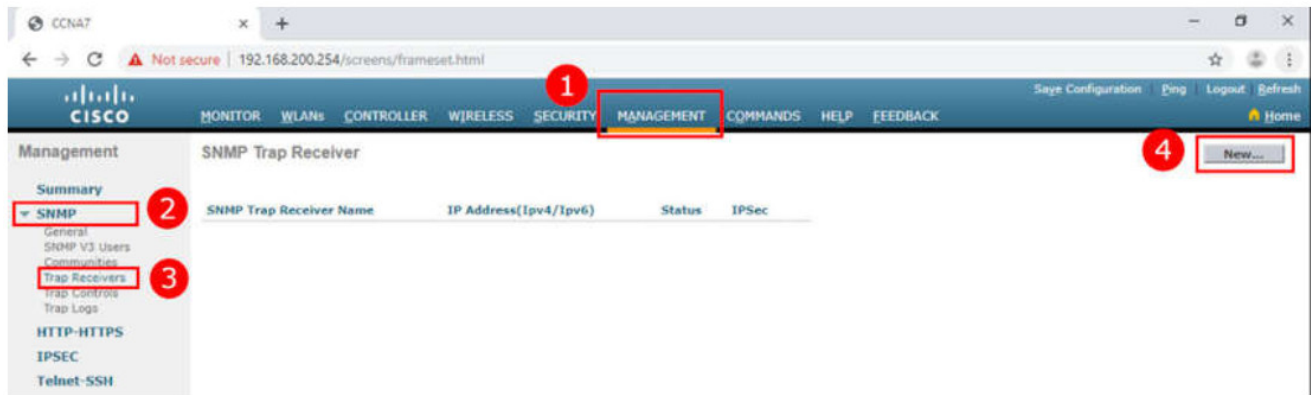 CCNA7
Not secure | 192.168.200.254/screens/frameset.html
1
Save Configuration Ping Logout Refresh
CISCO MONITOR WLANs CONTROLLER WIRELESS SECURITY MANAGEMENT COMMANDS HELP FEEDBACK Home
Management SNMP Trap Receiver 4 New...
Summary
SNMP 2 SNMP Trap Receiver Name IP Address(Ipv4/Ipv6) Status IPSec
General
SNMP V3 Users
Communities
Trap Receivers 3
Trap Controls
Trap Logs
HTTP-HTTPS
IPSEC
Telnet-SSH